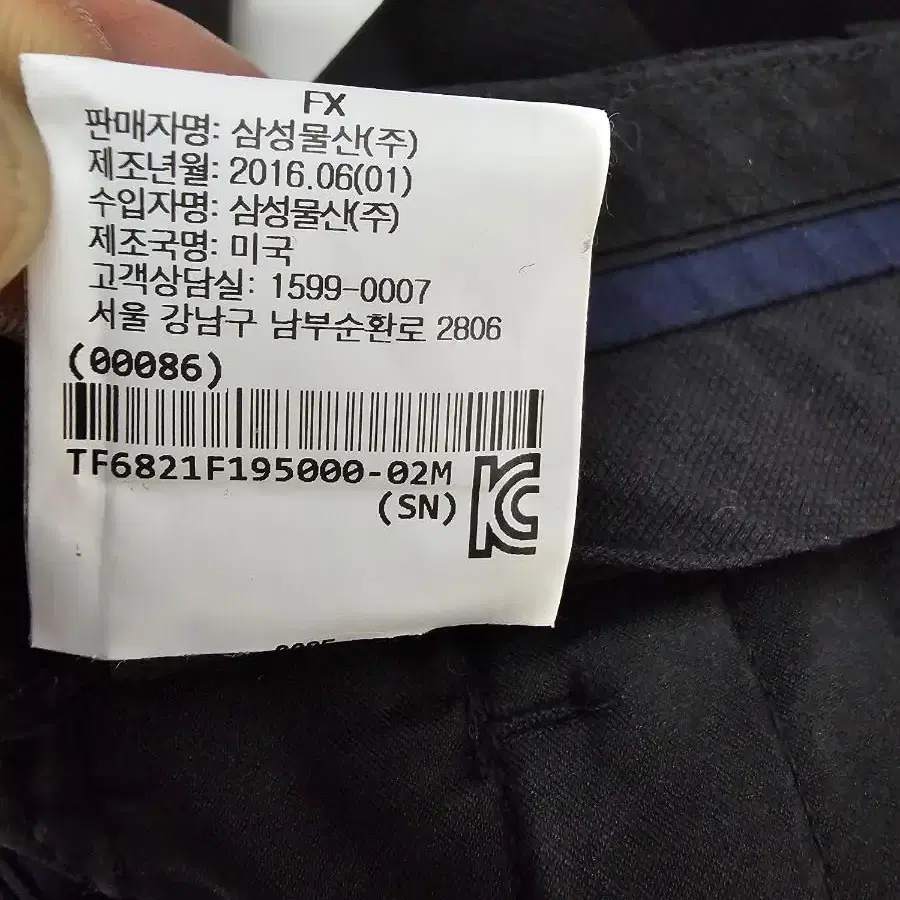 FX
판매자명: 삼성물산(주)
제조년월: 2016.06(01)
수입자명: 삼성물산(주)
제조국명: 미국
고객상담실: 1599-0007
서울 강남구 남부순환로 2806
(00086)
TF6821F195000-02M
(SN)
KC